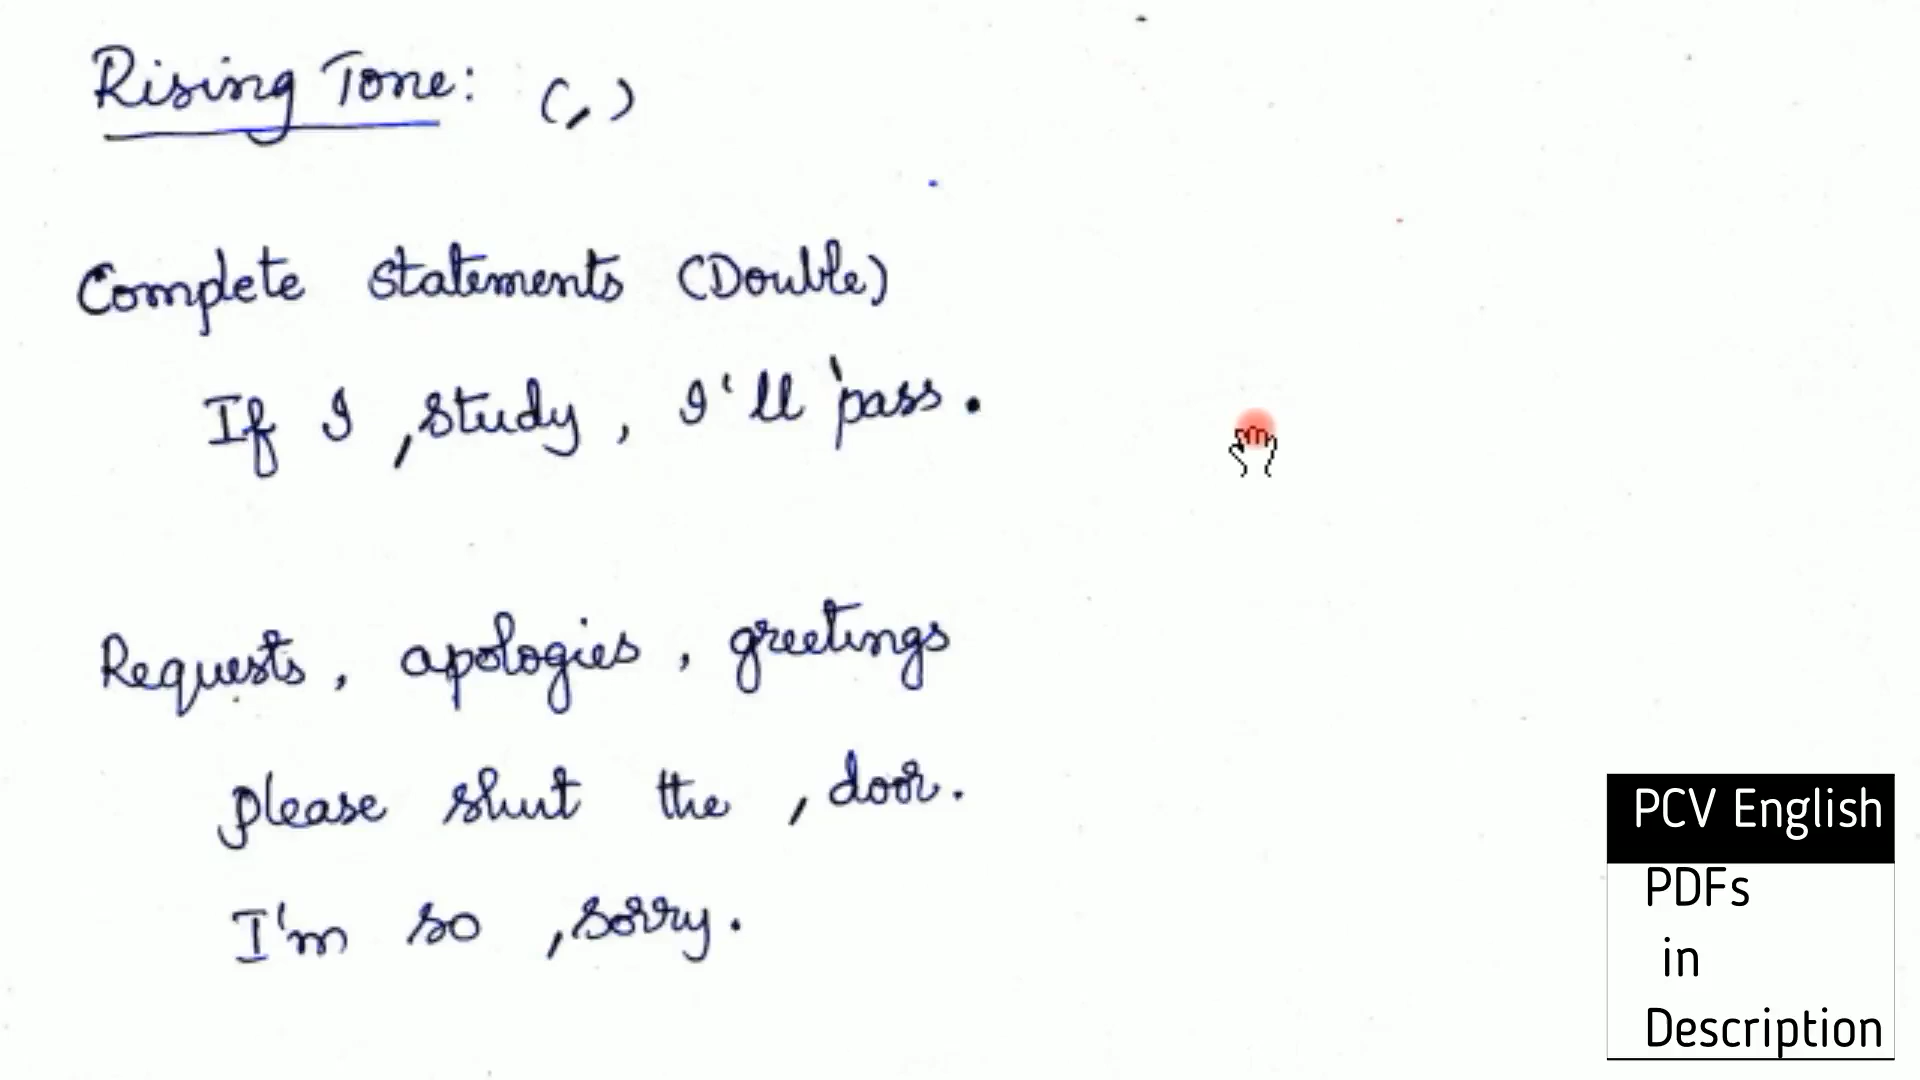 Rising Tone: (ˏ)
Complete statements (Double)
If I ˏstudy, I'll ˋpass.
Requests, apologies, greetings
please shut the ˏdoor.
I'm so ˏsorry.
PCV English
PDFs
in
Description